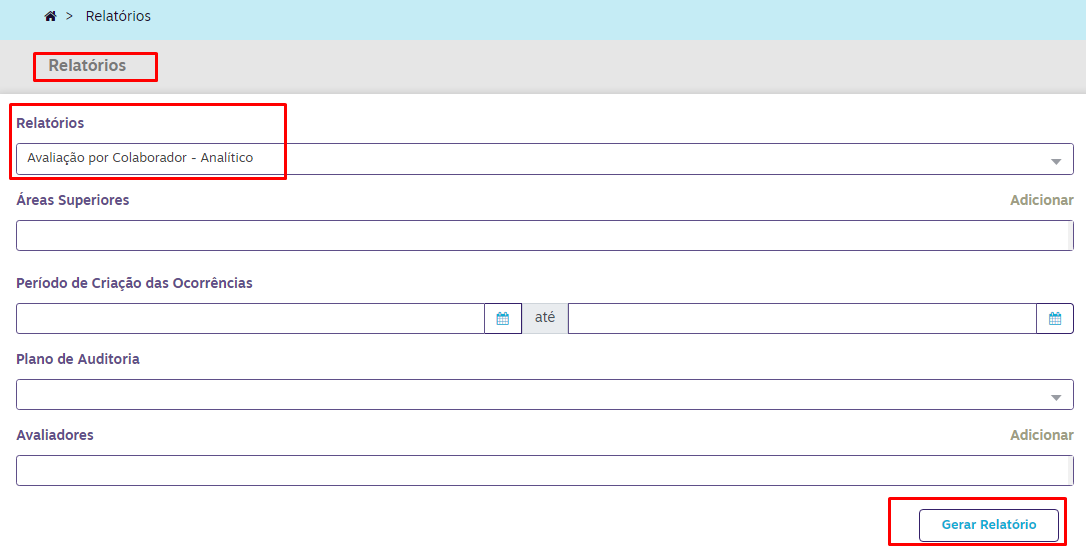 > Relatórios
Relatórios
Relatórios
Avaliação por Colaborador - Analítico
Áreas Superiores Adicionar
Período de Criação das Ocorrências
até
Plano de Auditoria
Avaliadores Adicionar
Gerar Relatório